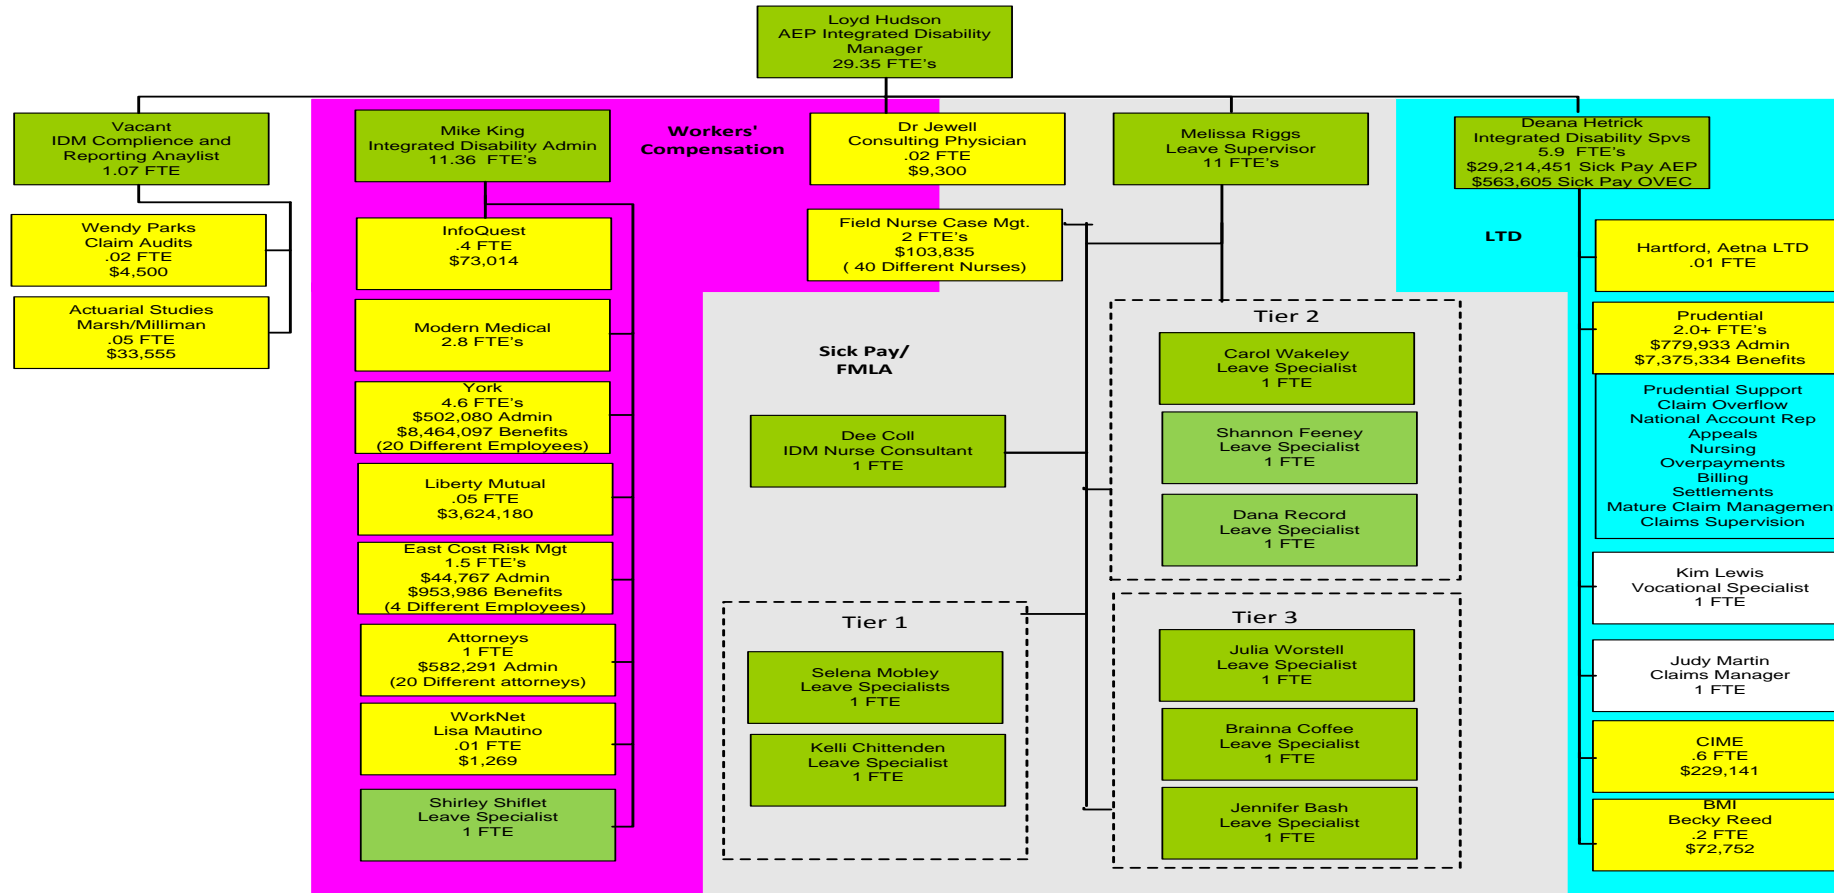 Loyd Hudson
AEP Integrated Disability
Manager
29.35 FTE's
Vacant
IDM Complience and
Reporting Anaylist
1.07 FTE
Wendy Parks
Claim Audits
.02 FTE
$4,500
Actuarial Studies
Marsh/Milliman
.05 FTE
$33,555
Mike King
Integrated Disability Admin
11.36 FTE's
Workers'
Compensation
InfoQuest
.4 FTE
$73,014
Modern Medical
2.8 FTE's
York
4.6 FTE's
$502,080 Admin
$8,464,097 Benefits
(20 Different Employees)
Liberty Mutual
.05 FTE
$3,624,180
East Cost Risk Mgt
1.5 FTE's
$44,767 Admin
$953,986 Benefits
(4 Different Employees)
Attorneys
1 FTE
$582,291 Admin
(20 Different attorneys)
WorkNet
Lisa Mautino
.01 FTE
$1,269
Shirley Shiflet
Leave Specialist
1 FTE
Dr Jewell
Consulting Physician
.02 FTE
$9,300
Field Nurse Case Mgt.
2 FTE's
$103,835
( 40 Different Nurses)
Sick Pay/
FMLA
Dee Coll
IDM Nurse Consultant
1 FTE
Tier 1
Selena Mobley
Leave Specialists
1 FTE
Kelli Chittenden
Leave Specialist
1 FTE
Melissa Riggs
Leave Supervisor
11 FTE's
Tier 2
Carol Wakeley
Leave Specialist
1 FTE
Shannon Feeney
Leave Specialist
1 FTE
Dana Record
Leave Specialist
1 FTE
Tier 3
Julia Worstell
Leave Specialist
1 FTE
Brainna Coffee
Leave Specialist
1 FTE
Jennifer Bash
Leave Specialist
1 FTE
Deana Hetrick
Integrated Disability Spvs
5.9 FTE's
$29,214,451 Sick Pay AEP
$563,605 Sick Pay OVEC
LTD
Hartford, Aetna LTD
.01 FTE
Prudential
2.0+ FTE's
$779,933 Admin
$7,375,334 Benefits
Prudential Support
Claim Overflow
National Account Rep
Appeals
Nursing
Overpayments
Billing
Settlements
Mature Claim Managemen
Claims Supervision
Kim Lewis
Vocational Specialist
1 FTE
Judy Martin
Claims Manager
1 FTE
CIME
.6 FTE
$229,141
BMI
Becky Reed
.2 FTE
$72,752